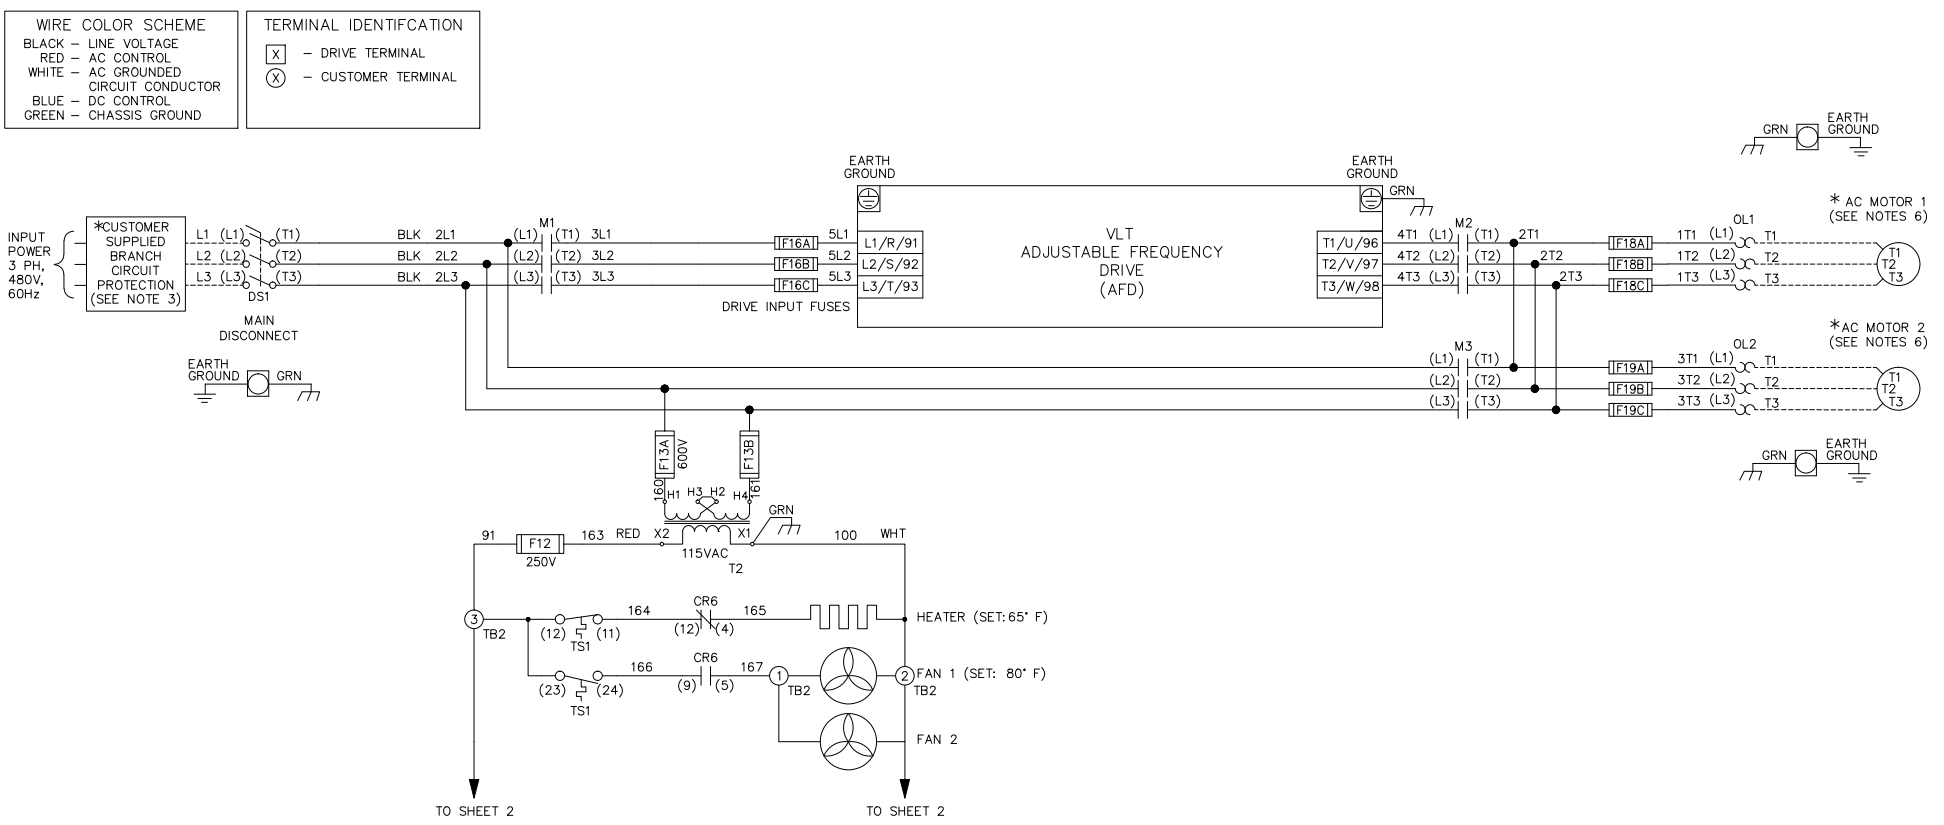 WIRE COLOR SCHEME
BLACK – LINE VOLTAGE
RED – AC CONTROL
WHITE – AC GROUNDED
CIRCUIT CONDUCTOR
BLUE – DC CONTROL
GREEN – CHASSIS GROUND
TERMINAL IDENTIFCATION
X – DRIVE TERMINAL
X – CUSTOMER TERMINAL
GRN
EARTH
GROUND
EARTH
GROUND
EARTH
GROUND
GRN
INPUT
POWER
3 PH,
480V,
60Hz
*CUSTOMER
SUPPLIED
BRANCH
CIRCUIT
PROTECTION
(SEE NOTE 3)
L1 (L1) (T1) BLK 2L1 (L1) M1 (T1) 3L1 F16A 5L1 L1/R/91
L2 (L2) (T2) BLK 2L2 (L2) (T2) 3L2 F16B 5L2 L2/S/92
L3 (L3) (T3) BLK 2L3 (L3) (T3) 3L3 F16C 5L3 L3/T/93
DS1
MAIN
DISCONNECT
DRIVE INPUT FUSES
VLT
ADJUSTABLE FREQUENCY
DRIVE
(AFD)
T1/U/96 4T1 (L1) M2 (T1) 2T1 F18A 1T1 (L1) OL1 T1
T2/V/97 4T2 (L2) (T2) 2T2 F18B 1T2 (L2) T2
T3/W/98 4T3 (L3) (T3) 2T3 F18C 1T3 (L3) T3
* AC MOTOR 1
(SEE NOTES 6)
T1
T2
T3
EARTH
GROUND
GRN
(L1) M3 (T1) F19A 3T1 (L1) OL2 T1
(L2) (T2) F19B 3T2 (L2) T2
(L3) (T3) F19C 3T3 (L3) T3
*AC MOTOR 2
(SEE NOTES 6)
T1
T2
T3
GRN
EARTH
GROUND
F13A
600V
F13B
160
161
H1 H3 H2 H4
GRN
91 F12 163 RED X2 X1 100 WHT
250V
115VAC
T2
3
TB2
(12) (11) 164 CR6 165 HEATER (SET:65° F)
TS1
(12) (4)
(23) (24) 166 CR6 167 1 2 FAN 1 (SET: 80° F)
TS1
(9) (5)
TB2
TB2
FAN 2
TO SHEET 2
TO SHEET 2